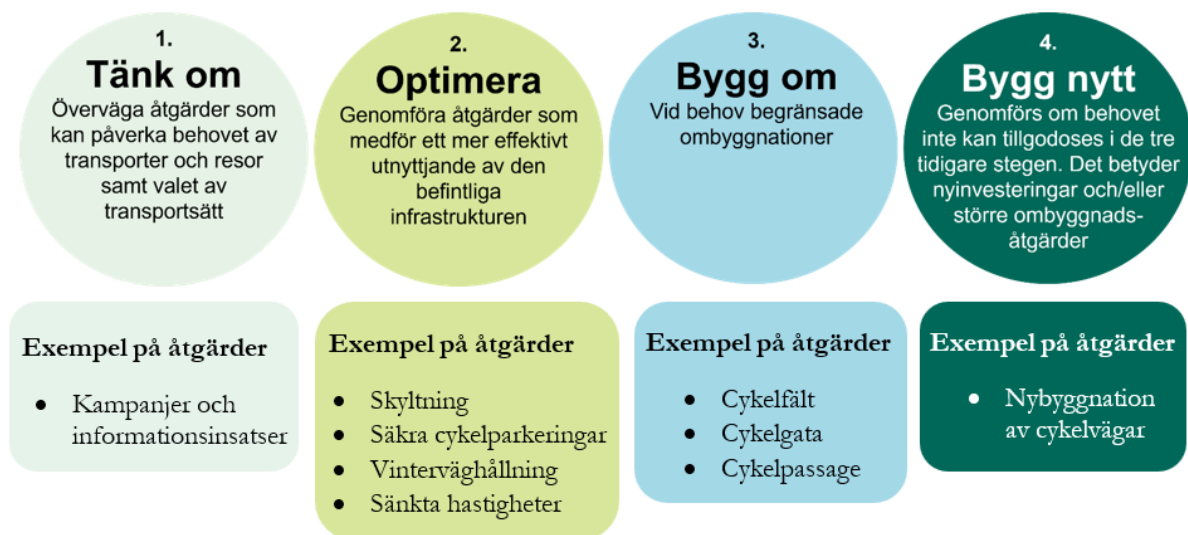 1.
Tänk om
Överväga åtgärder som
kan påverka behovet av
transporter och resor
samt valet av
transportsätt
2.
Optimera
Genomföra åtgärder som
medför ett mer effektivt
utnyttjande av den
befintliga
infrastrukturen
3.
Bygg om
Vid behov begränsade
ombyggnationer
4.
Bygg nytt
Genomförs om behovet
inte kan tillgodoses i de tre
tidigare stegen. Det betyder
nyinvesteringar och/eller
större ombyggnads-
åtgärder
Exempel på åtgärder
• Kampanjer och
informationsinsatser
Exempel på åtgärder
• Skyltning
• Säkra cykelparkeringar
• Vinterväghållning
• Sänkta hastigheter
Exempel på åtgärder
• Cykelfält
• Cykelgata
• Cykelpassage
Exempel på åtgärder
• Nybyggnation
av cykelvägar